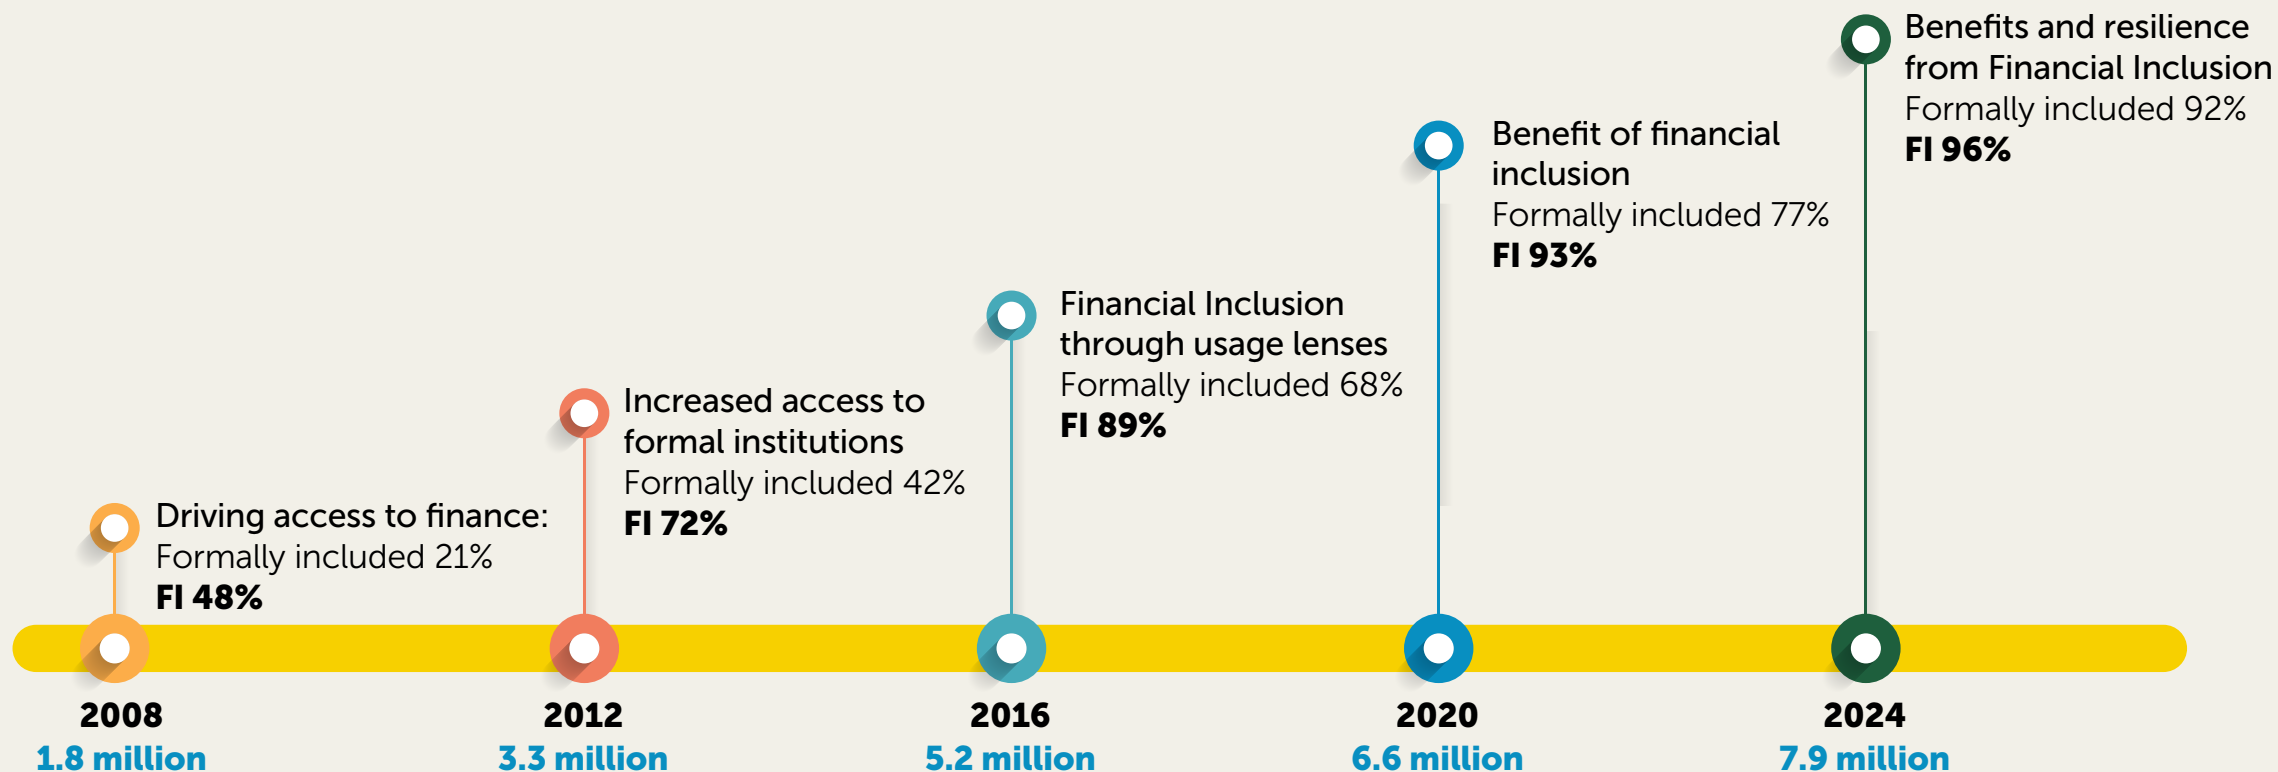 Driving access to finance:
Formally included 21%
FI 48%
Increased access to
formal institutions
Formally included 42%
FI 72%
Financial Inclusion
through usage lenses
Formally included 68%
FI 89%
Benefit of financial
inclusion
Formally included 77%
FI 93%
Benefits and resilience
from Financial Inclusion
Formally included 92%
FI 96%
2008
1.8 million
2012
3.3 million
2016
5.2 million
2020
6.6 million
2024
7.9 million